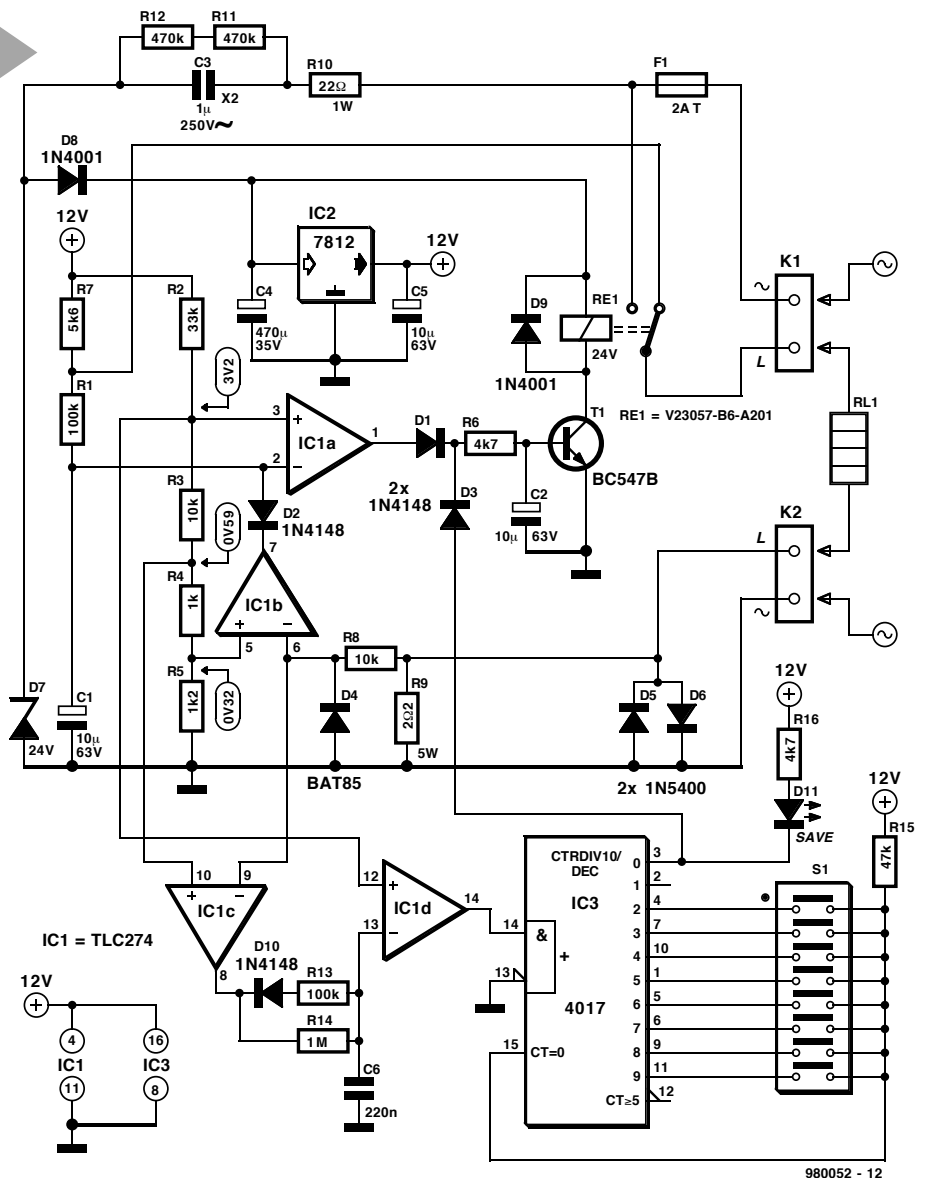 R12
R11
470k
470k
C3
X2
1µ
250V~
R10
22Ω
1W
F1
2A T
D8
1N4001
12V
R7
5k6
R2
33k
R1
100k
3V2
IC2
7812
12V
C4
470µ
35V
C5
10µ
63V
D9
1N4001
RE1
24V
RE1 = V23057-B6-A201
K1
~
L
RL1
K2
L
~
3
+
IC1a
1
2
–
D1
R6
4k7
T1
BC547B
2x
1N4148
D3
C2
10µ
63V
R3
10k
0V59
D2
1N4148
7
IC1b
+
–
5
6
R4
1k
R5
1k2
0V32
R8
10k
R9
2Ω2
5W
D4
BAT85
D5
D6
2x 1N5400
D7
24V
C1
10µ
63V
12V
R16
4k7
D11
SAVE
12V
R15
47k
S1
10
9
+
–
IC1c
8
12
+
IC1d
14
13
–
D10
1N4148
R13
100k
R14
1M
C6
220n
CTRDIV10/
DEC
IC3
4017
14
&
+
13
15
CT=0
0
3
1
2
2
4
3
7
4
10
5
1
6
5
7
6
8
9
9
11
CT≥5
12
IC1 = TLC274
12V
4
16
IC1
IC3
11
8
980052 - 12